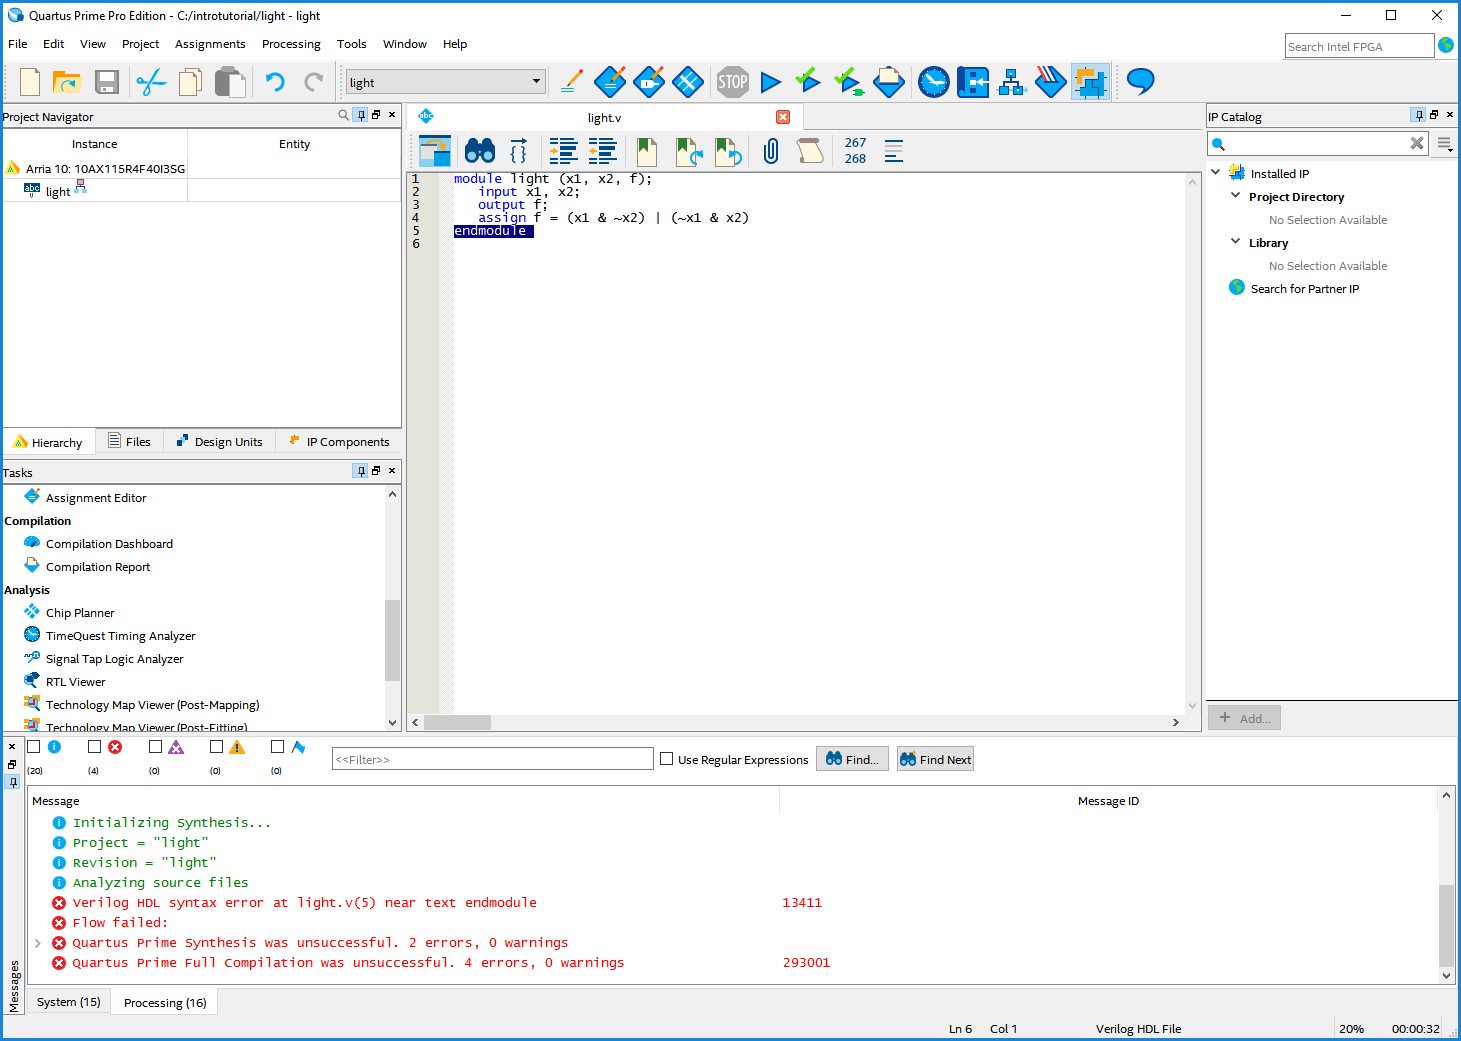 Quartus Prime Pro Edition - C:/introtutorial/light - light
File Edit View Project Assignments Processing Tools Window Help
Search Intel FPGA
light
STOP
Project Navigator
Instance Entity
Arria 10: 10AX115R4F40I3SG
abc light
Hierarchy Files Design Units IP Components
Tasks
Assignment Editor
Compilation
Compilation Dashboard
Compilation Report
Analysis
Chip Planner
TimeQuest Timing Analyzer
Signal Tap Logic Analyzer
RTL Viewer
Technology Map Viewer (Post-Mapping)
Technology Map Viewer (Post-Fitting)
abc light.v
267
268
1 module light (x1, x2, f);
2 input x1, x2;
3 output f;
4 assign f = (x1 & ~x2) | (~x1 & x2)
5 endmodule
6
IP Catalog
Installed IP
Project Directory
No Selection Available
Library
No Selection Available
Search for Partner IP
+ Add...
(20) (4) (0) (0) (0)
<<Filter>> Use Regular Expressions Find... Find Next
Message Message ID
Initializing Synthesis...
Project = "light"
Revision = "light"
Analyzing source files
Verilog HDL syntax error at light.v(5) near text endmodule 13411
Flow failed:
Quartus Prime Synthesis was unsuccessful. 2 errors, 0 warnings
Quartus Prime Full Compilation was unsuccessful. 4 errors, 0 warnings 293001
Messages
System (15) Processing (16)
Ln 6 Col 1 Verilog HDL File 20% 00:00:32